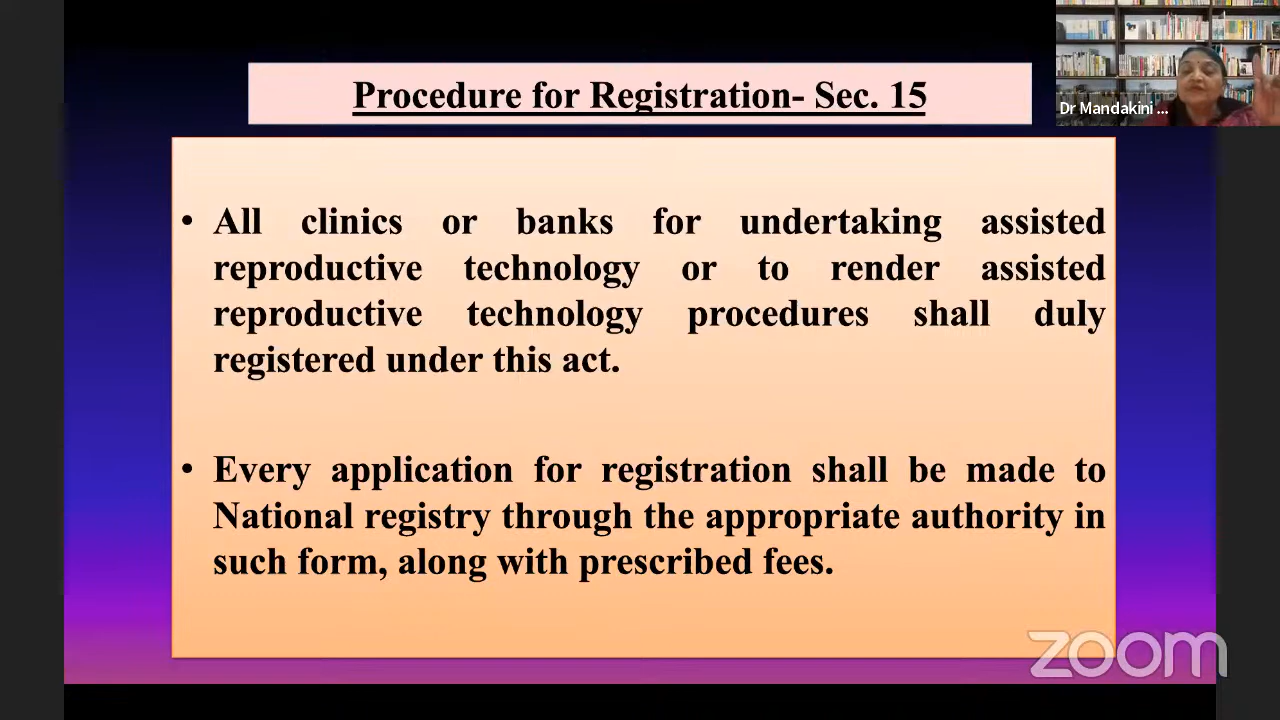 Procedure for Registration- Sec. 15
Dr Mandakini ...
• All clinics or banks for undertaking assisted
reproductive technology or to render assisted
reproductive technology procedures shall duly
registered under this act.
• Every application for registration shall be made to
National registry through the appropriate authority in
such form, along with prescribed fees.
zoom